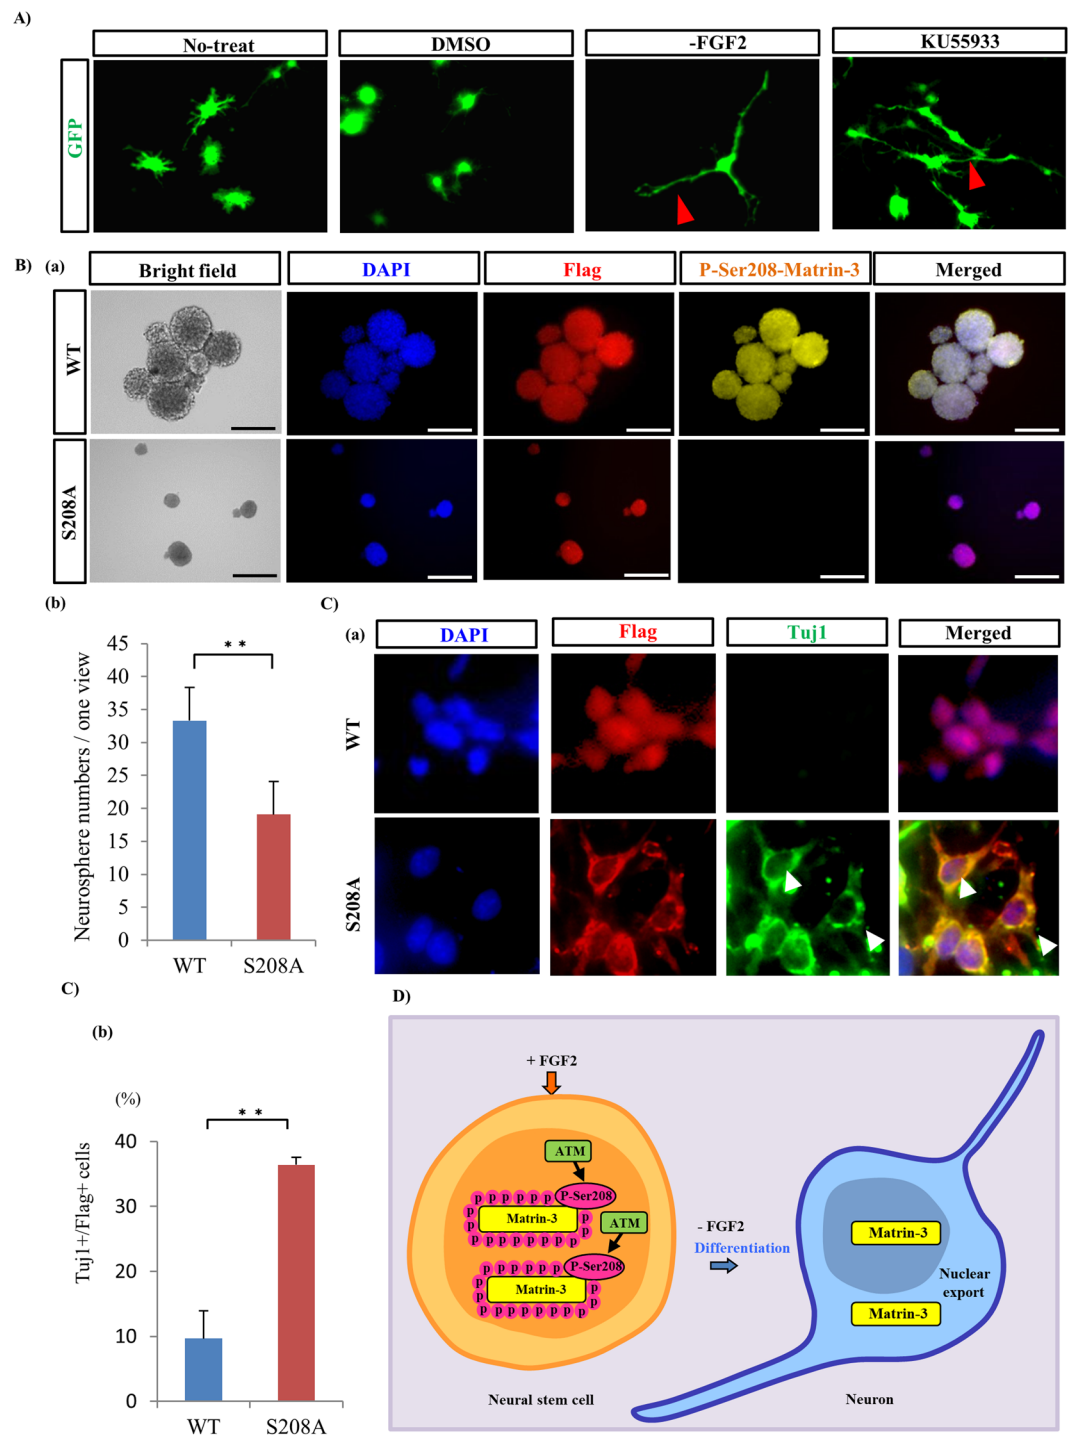 A)
No-treat DMSO -FGF2 KU55933
GFP
B) (a)
Bright field DAPI Flag P-Ser208-Matrin-3 Merged
WT
S208A
(b)
Neurosphere numbers / one view
45
40
35
30
25
20
15
10
5
0
* *
WT S208A
C)
(a)
DAPI Flag Tuj1 Merged
WT
S208A
C)
(b)
(%)
Tuj1+/Flag+ cells
40
30
20
10
0
* *
WT S208A
D)
+ FGF2
ATM
p p p p p p P-Ser208
p Matrin-3 p
p p
p p p p p p p p
ATM
p p p p p p P-Ser208
p Matrin-3 p
p p
p p p p p p p p
Neural stem cell
- FGF2
Differentiation
Matrin-3
Nuclear
export
Matrin-3
Neuron